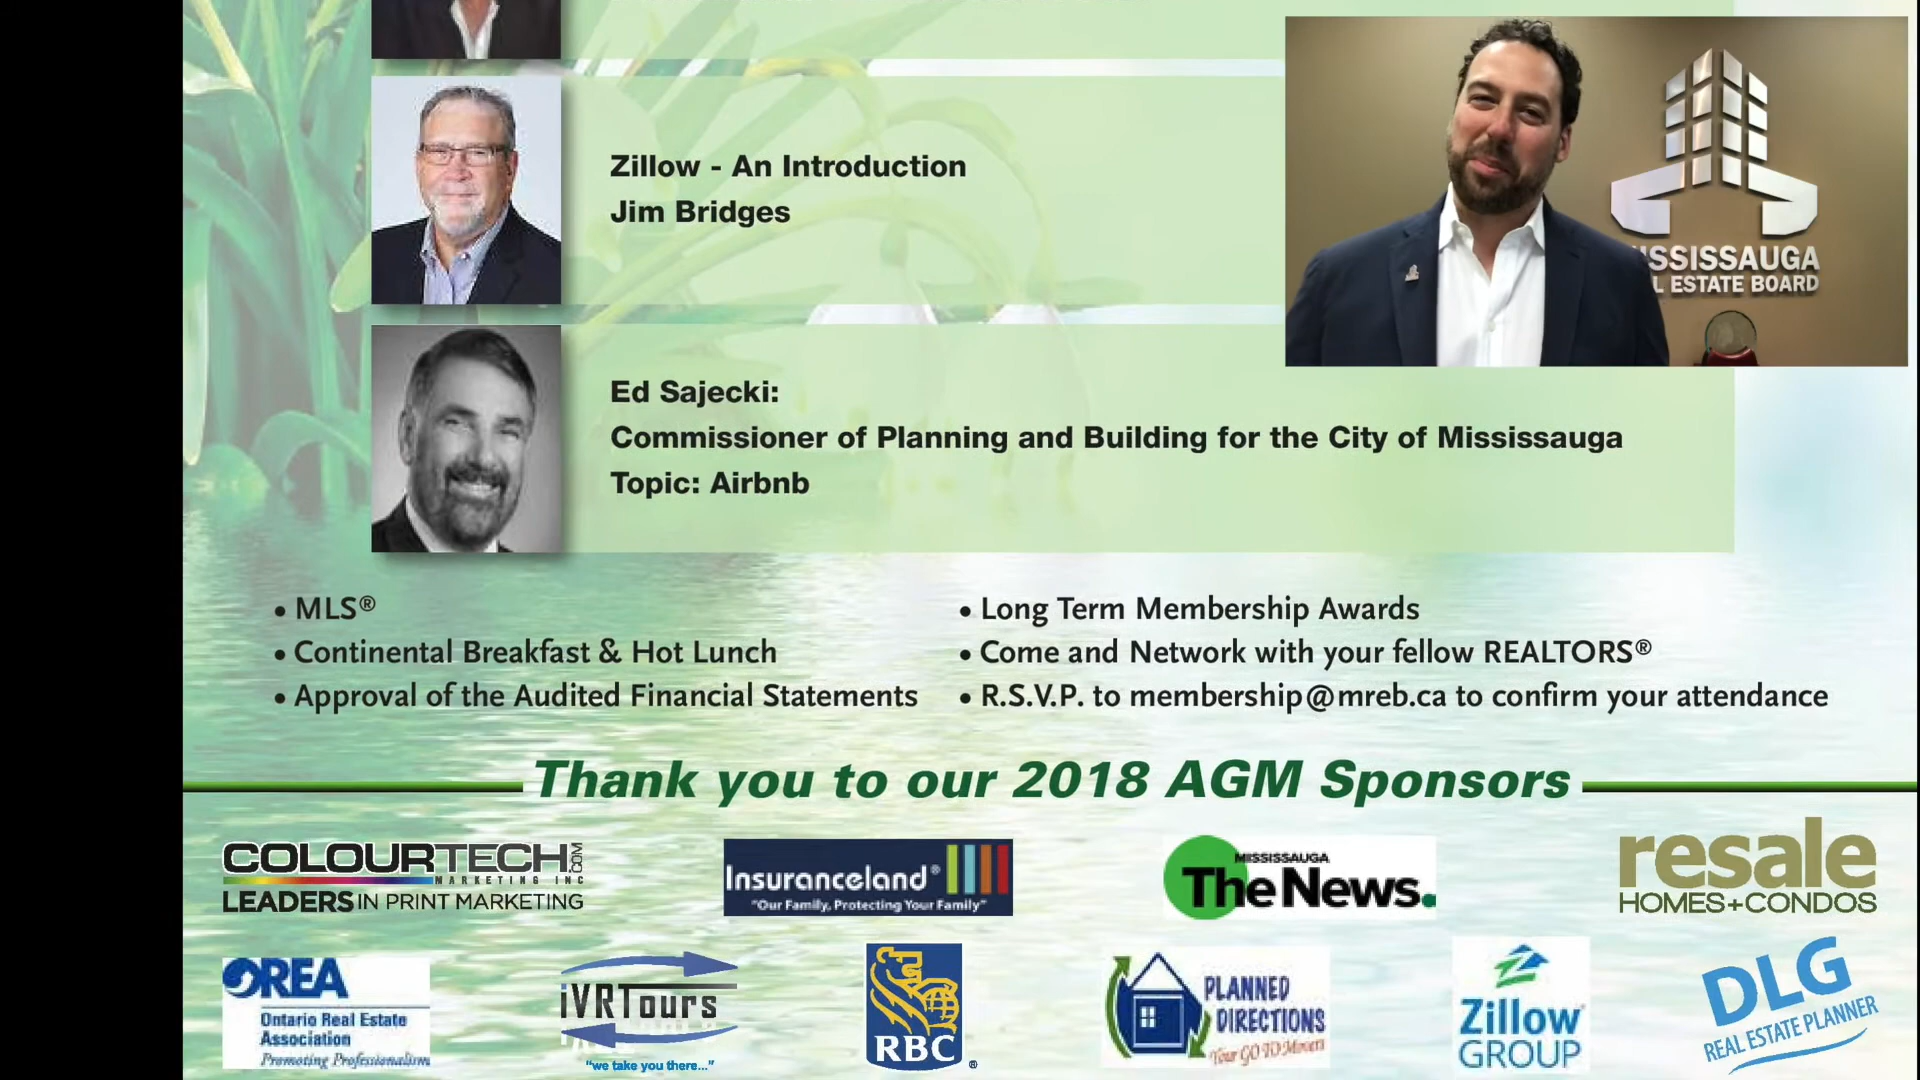 Zillow - An Introduction
Jim Bridges
SSISSAUGA
L ESTATE BOARD
Ed Sajecki:
Commissioner of Planning and Building for the City of Mississauga
Topic: Airbnb
• MLS®
• Continental Breakfast & Hot Lunch
• Approval of the Audited Financial Statements
• Long Term Membership Awards
• Come and Network with your fellow REALTORS®
• R.S.V.P. to membership@mreb.ca to confirm your attendance
Thank you to our 2018 AGM Sponsors
COLOURTECH.COM
MARKETING INC
LEADERS IN PRINT MARKETING
Insuranceland®
"Our Family, Protecting Your Family"
MISSISSAUGA
The News.
resale
HOMES+CONDOS
OREA
Ontario Real Estate
Association
Promoting Professionalism
iVRTours
"we take you there..."
RBC®
PLANNED
DIRECTIONS
Your GO TO Movers
Zillow
GROUP
DLG
REAL ESTATE PLANNER